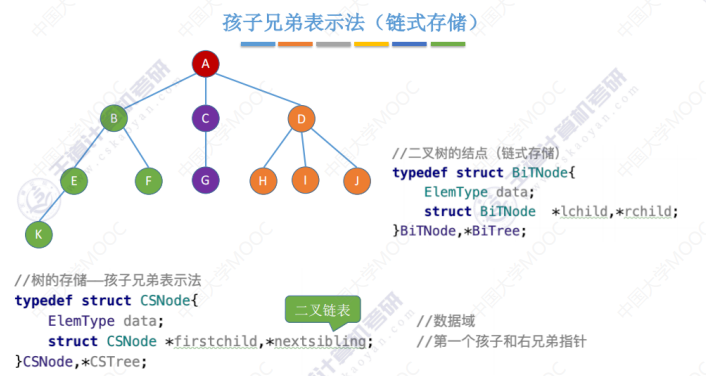 孩子兄弟表示法（链式存储）
A
B
C
D
E
F
G
H
I
J
K
//二叉树的结点（链式存储）
typedef struct BiTNode{
ElemType data;
struct BiTNode *lchild,*rchild;
}BiTNode,*BiTree;
//树的存储—孩子兄弟表示法
typedef struct CSNode{
二叉链表
ElemType data; //数据域
struct CSNode *firstchild,*nextsibling; //第一个孩子和右兄弟指针
}CSNode,*CSTree;
中国大学MOOC
王道计算机考研